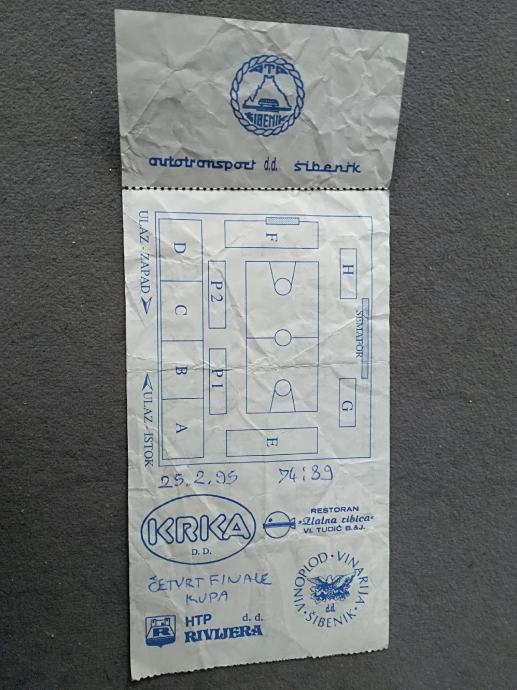 ATP
ŠIBENIK
autotransport d.d. šibenik
ULAZ - ZAPAD
D
C
B
A
ULAZ - ISTOK
P2
P1
F
E
H
SEMAFOR
G
25.2.95 74:89
KRKA
D.D.
RESTORAN
"Zlatna ribica"
VL. TUDIĆ B.&J.
ČETVRT FINALE
KUPA
VINOPLOD · VINARIJA · ŠIBENIK
dd
R
HTP d.d.
RIVIJERA